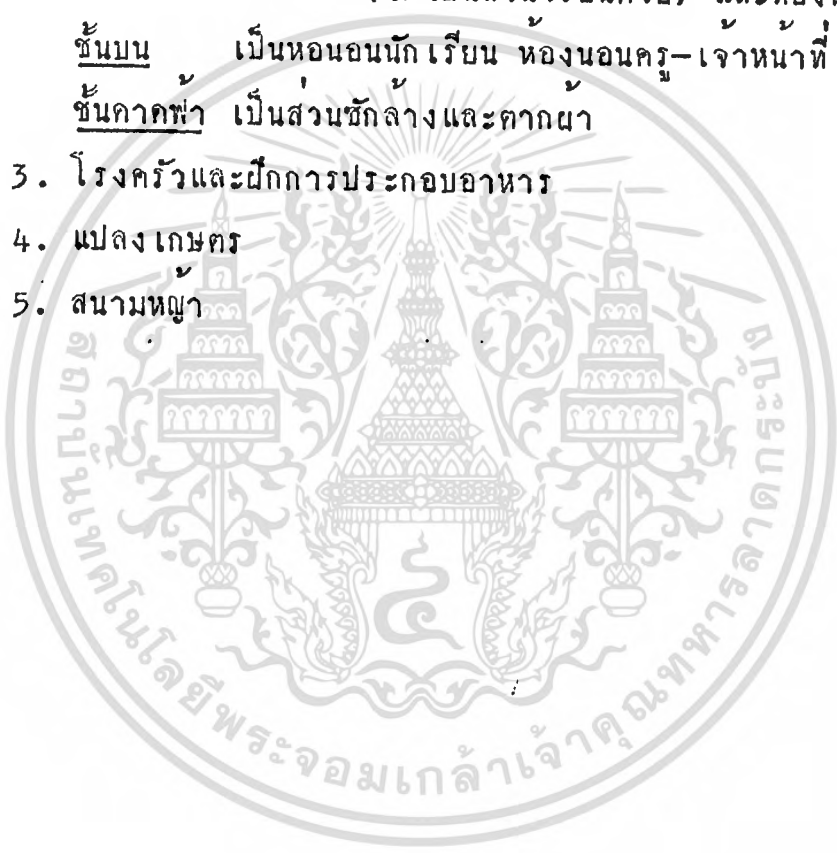 และห้อง
ชั้นบน เป็นหอนอนนักเรียน ห้องนอนครู-เจ้าหน้าที่
ชั้นดาดฟ้า เป็นส่วนซักล้างและตากผ้า
3. โรงครัวและฝึกการประกอบอาหาร
4. แปลงเกษตร
5. สนามหญ้า
สถาบันเทคโนโลยีพระจอมเกล้าเจ้าคุณทหารลาดกระบัง